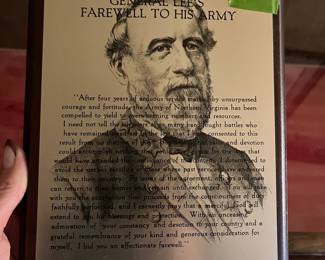 GENERAL LEE'S
FAREWELL TO HIS ARMY
"After four years of arduous service marked by unsurpassed
courage and fortitude, the Army of Northern Virginia has
been compelled to yield to overwhelming numbers and resources.
I need not tell the survivors of so many hard fought battles who
have remained steadfast to the last that I have consented to this
result from no distrust of them. But feeling that valor and devotion
could accomplish nothing that could compensate for the loss that
would have attended the continuance of the contest, I determined to
avoid the useless sacrifice of those whose past services have endeared
them to their country. By terms of the agreement, officers and men
can return to their homes and remain until exchanged. You will take
with you the satisfaction that proceeds from the consciousness of duty
faithfully performed, and I earnestly pray that a merciful God will
extend to you his blessings and protection. With an unceasing
admiration of your constancy and devotion to your country and a
grateful remembrance of your kind and generous consideration for
myself, I bid you an affectionate farewell."